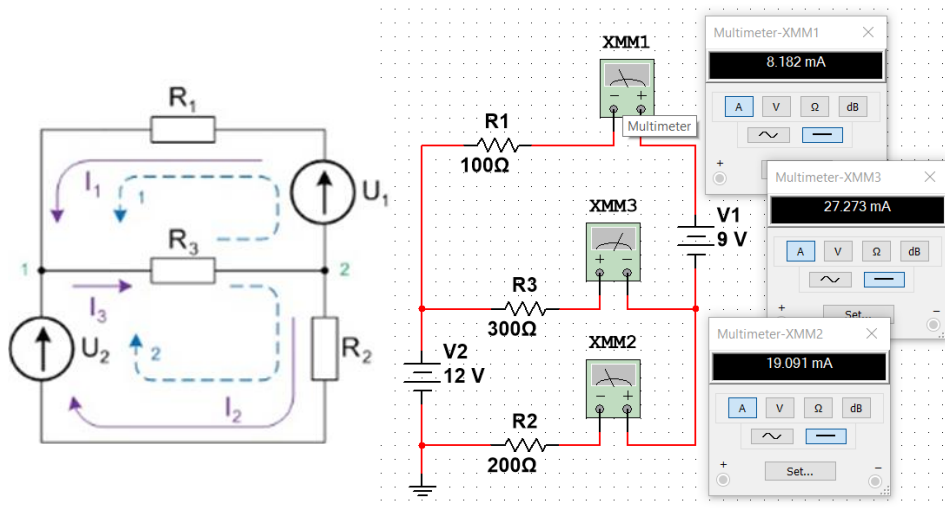 R1
I1
1
U1
R3
1
2
I3
U2
2
R2
I2
XMM1
Multimeter
R1
100Ω
XMM3
V1
9 V
R3
300Ω
XMM2
V2
12 V
R2
200Ω
Multimeter-XMM1
8.182 mA
A V Ω dB
+
Multimeter-XMM3
27.273 mA
A V Ω dB
+ Set... −
Multimeter-XMM2
19.091 mA
A V Ω dB
+ Set... −